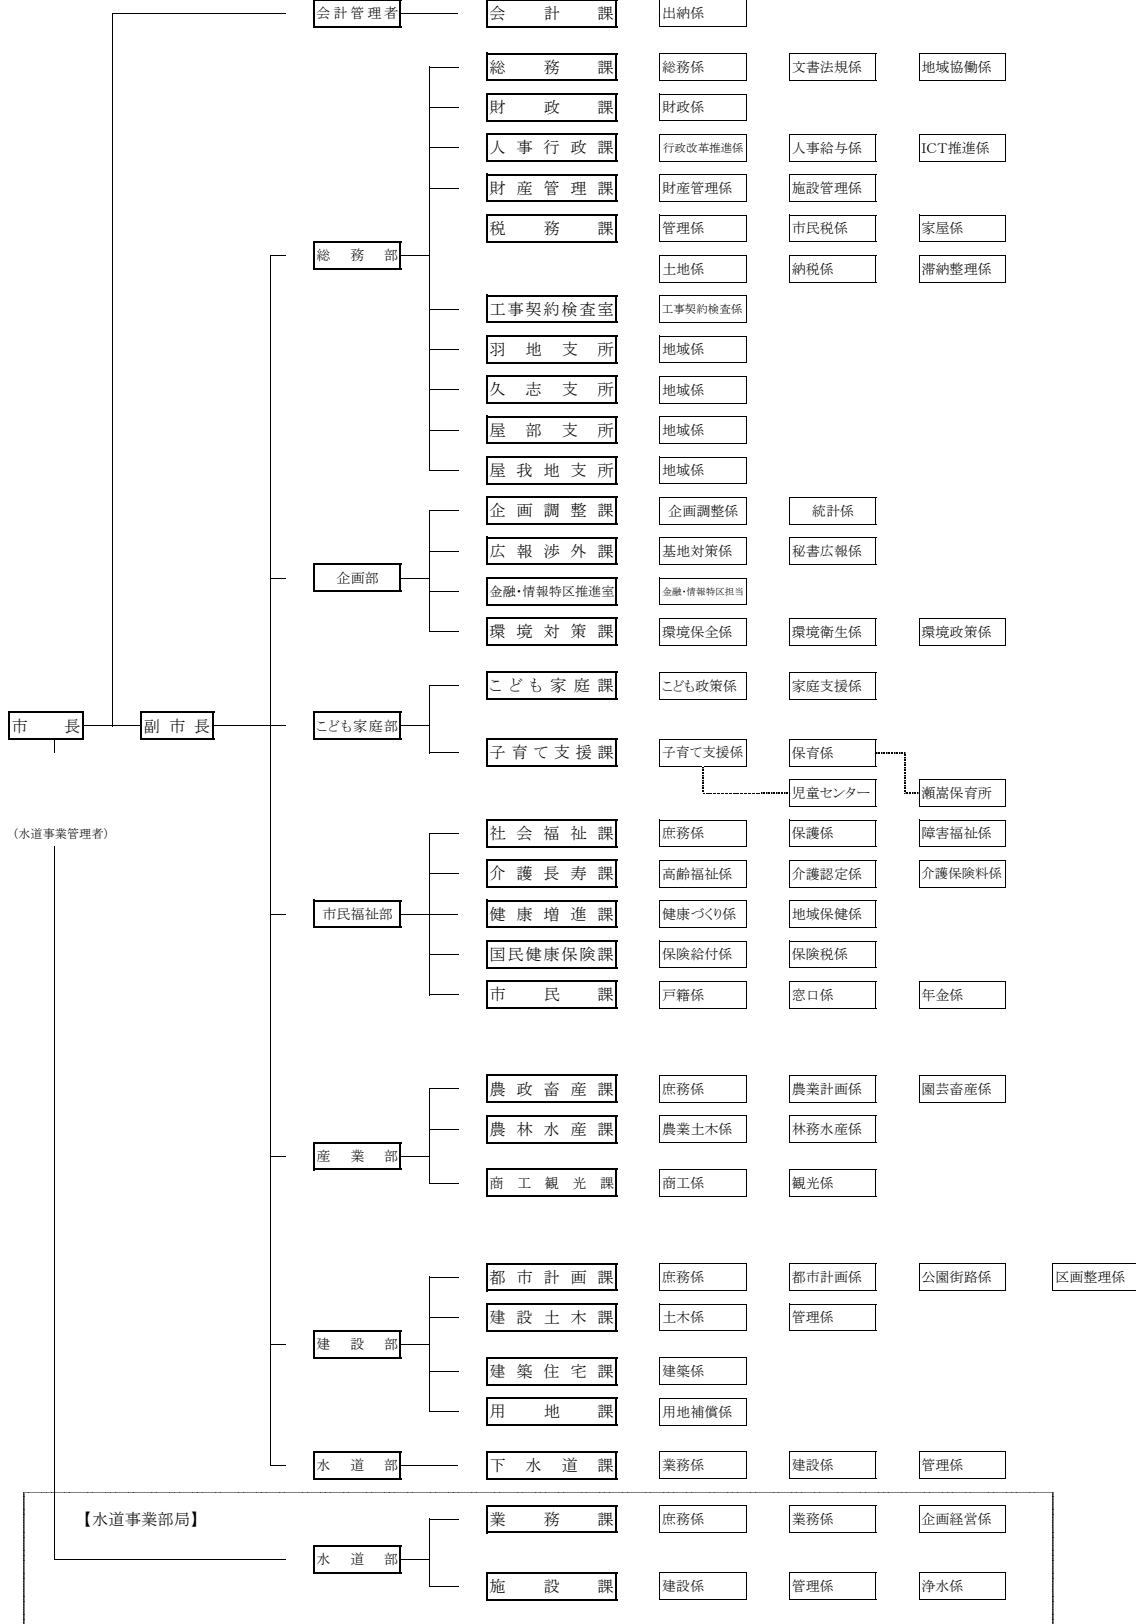 会計管理者 会計課 出納係
総務課 総務係 文書法規係 地域協働係
財政課 財政係
人事行政課 行政改革推進係 人事給与係 ICT推進係
財産管理課 財産管理係 施設管理係
税務課 管理係 市民税係 家屋係
総務部 土地係 納税係 滞納整理係
工事契約検査室 工事契約検査係
羽地支所 地域係
久志支所 地域係
屋部支所 地域係
屋我地支所 地域係
企画調整課 企画調整係 統計係
広報渉外課 基地対策係 秘書広報係
企画部 金融・情報特区推進室 金融・情報特区担当
環境対策課 環境保全係 環境衛生係 環境政策係
こども家庭課 こども政策係 家庭支援係
市長 副市長 こども家庭部
子育て支援課 子育て支援係 保育係
児童センター 瀬嵩保育所
(水道事業管理者) 社会福祉課 庶務係 保護係 障害福祉係
介護長寿課 高齢福祉係 介護認定係 介護保険料係
市民福祉部 健康増進課 健康づくり係 地域保健係
国民健康保険課 保険給付係 保険税係
市民課 戸籍係 窓口係 年金係
農政畜産課 庶務係 農業計画係 園芸畜産係
農林水産課 農業土木係 林務水産係
産業部
商工観光課 商工係 観光係
都市計画課 庶務係 都市計画係 公園街路係 区画整理係
建設土木課 土木係 管理係
建設部
建築住宅課 建築係
用地課 用地補償係
水道部 下水道課 業務係 建設係 管理係
【水道事業部局】 業務課 庶務係 業務係 企画経営係
水道部
施設課 建設係 管理係 浄水係